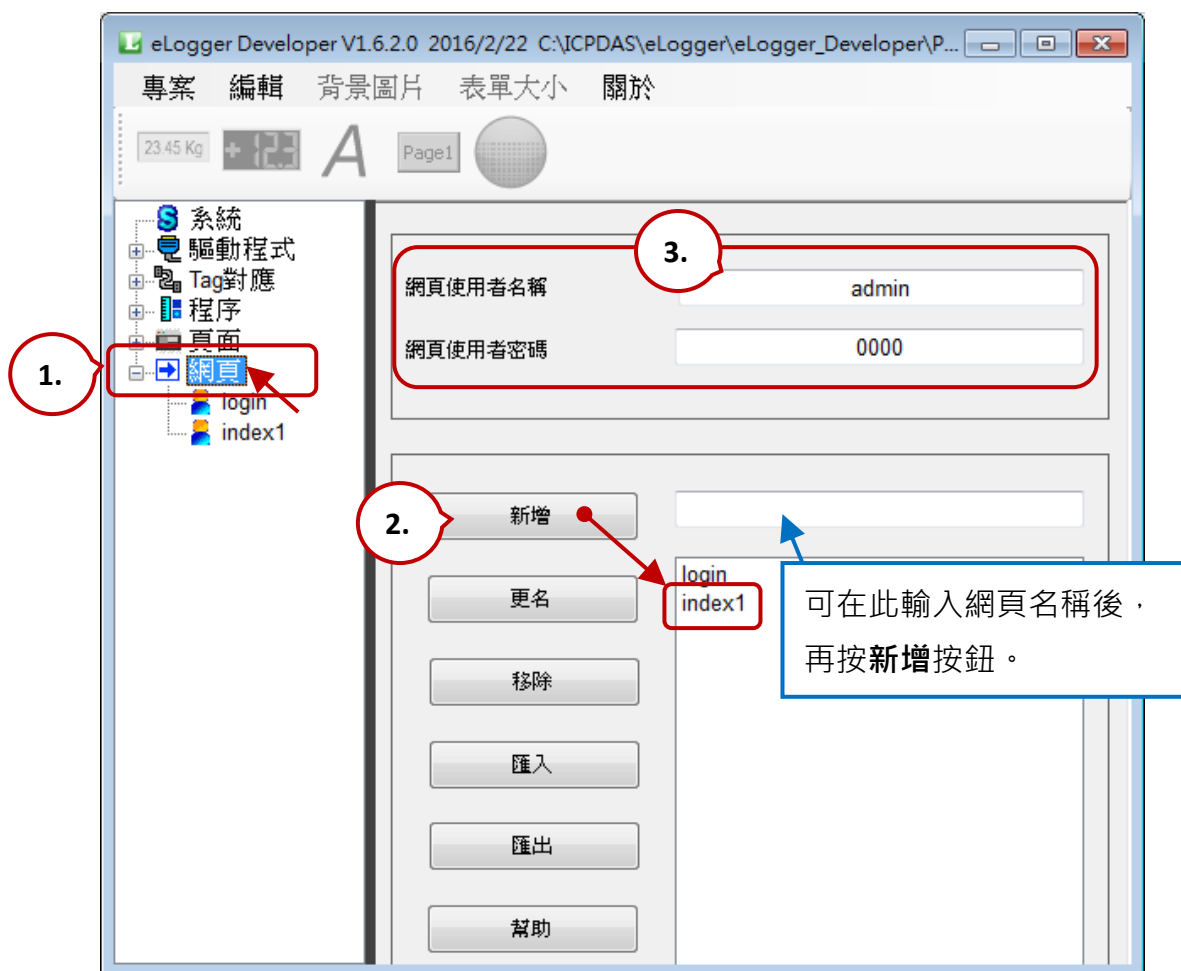 eLogger Developer V1.6.2.0 2016/2/22 C:\ICPDAS\eLogger\eLogger_Developer\P...
專案 編輯 背景圖片 表單大小 關於
23.45 Kg +12.3 A Page1
系統
驅動程式
Tag對應
程序
頁面
1.
網頁
login
index1
3.
網頁使用者名稱 admin
網頁使用者密碼 0000
2.
新增
更名
移除
匯入
匯出
幫助
login
index1
可在此輸入網頁名稱後，
再按新增按鈕。